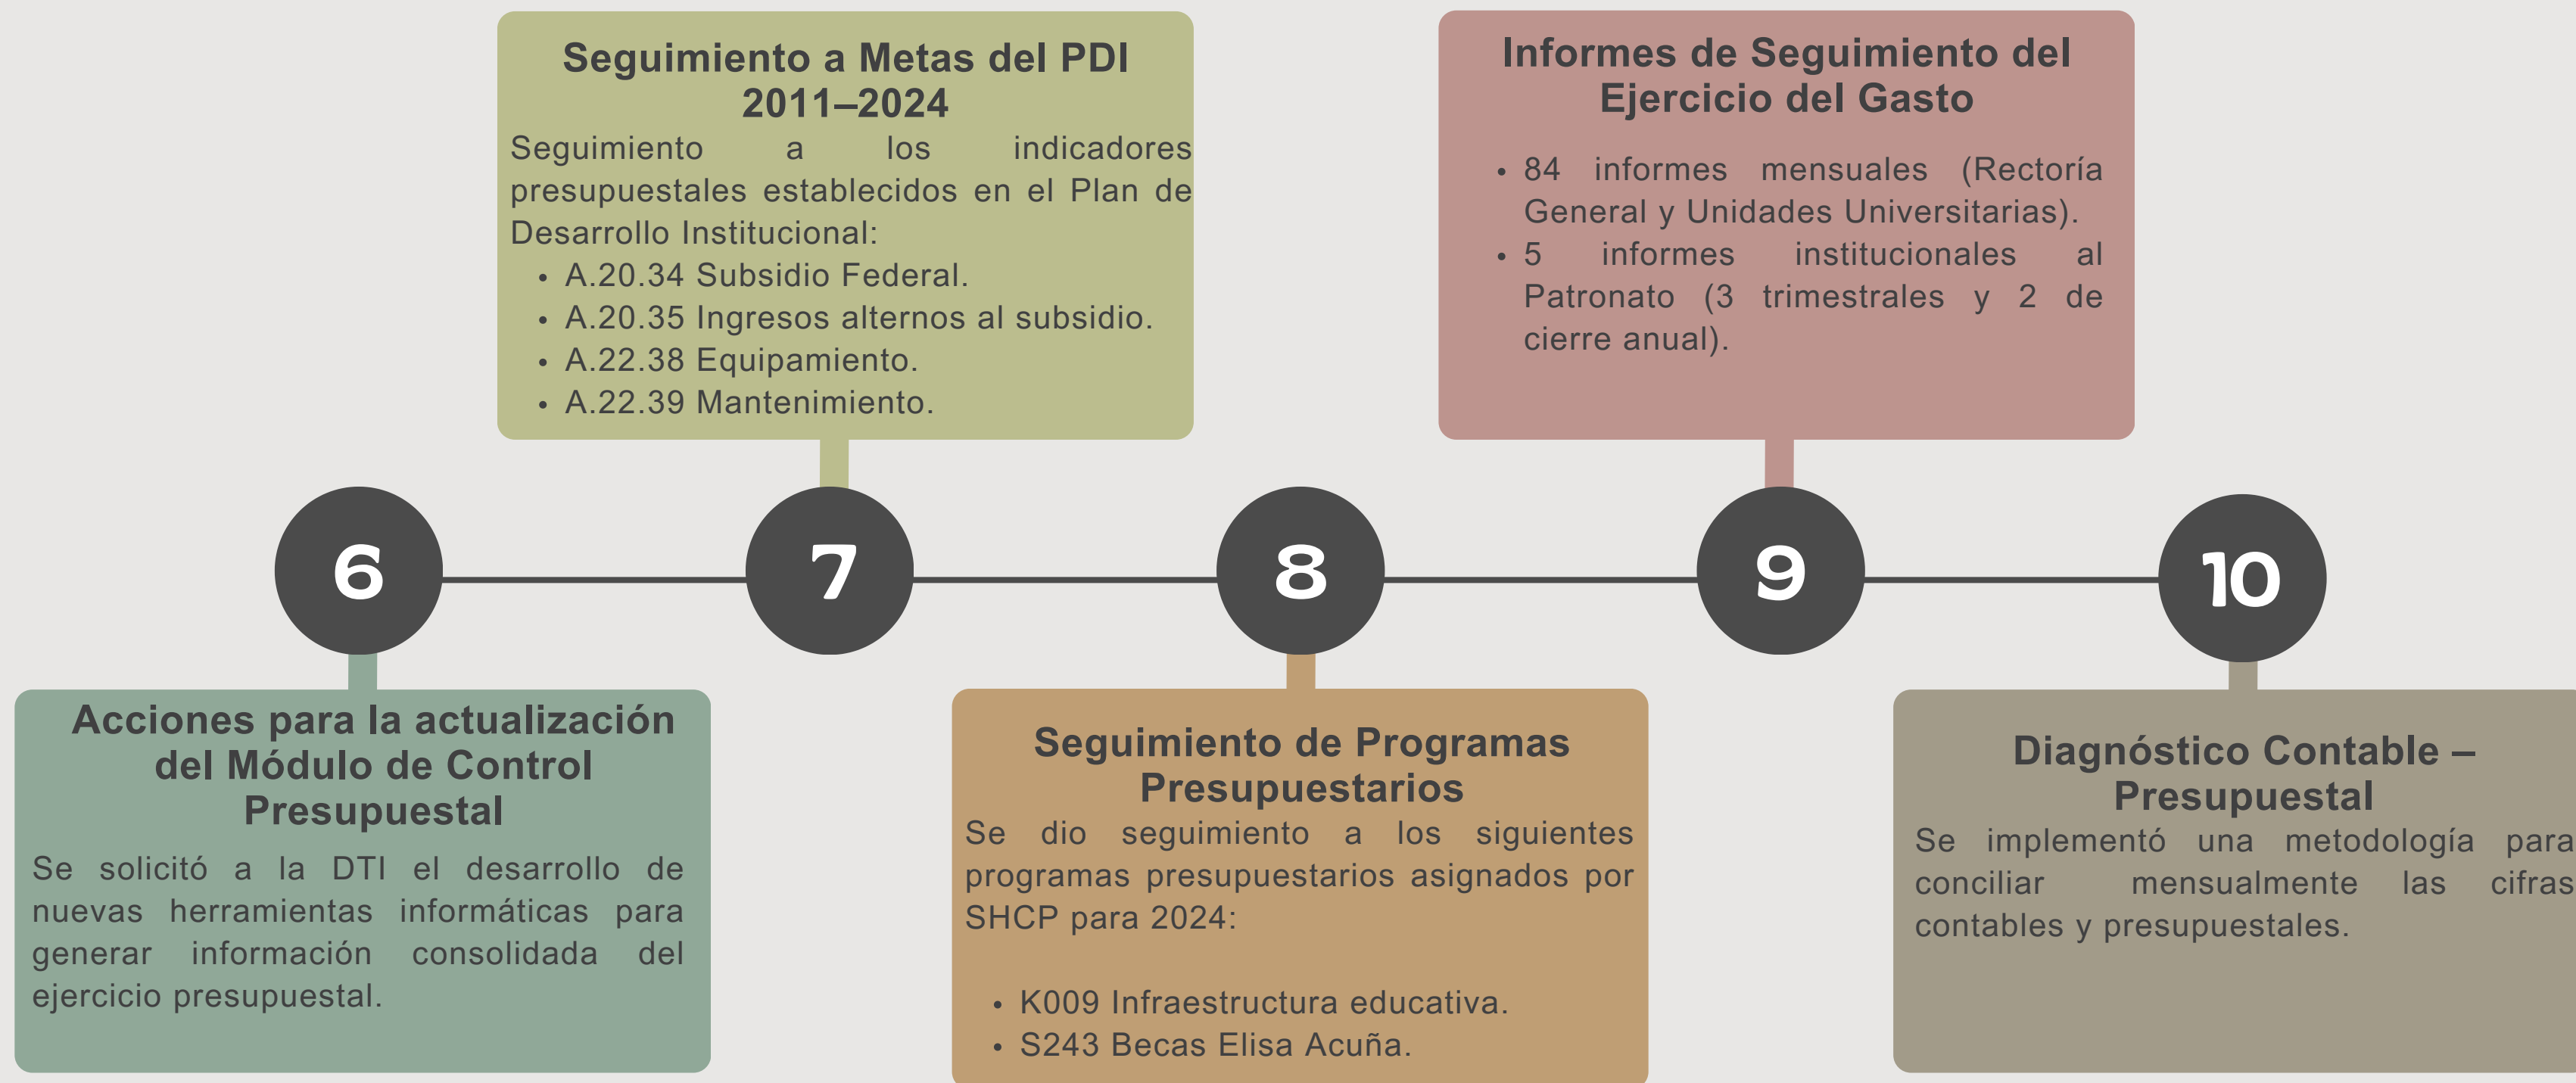 6
Acciones para la actualización
del Módulo de Control
Presupuestal
Se solicitó a la DTI el desarrollo de
nuevas herramientas informáticas para
generar información consolidada del
ejercicio presupuestal.
7
Seguimiento a Metas del PDI
2011–2024
Seguimiento a los indicadores
presupuestales establecidos en el Plan de
Desarrollo Institucional:
• A.20.34 Subsidio Federal.
• A.20.35 Ingresos alternos al subsidio.
• A.22.38 Equipamiento.
• A.22.39 Mantenimiento.
8
Seguimiento de Programas
Presupuestarios
Se dio seguimiento a los siguientes
programas presupuestarios asignados por
SHCP para 2024:
• K009 Infraestructura educativa.
• S243 Becas Elisa Acuña.
9
Informes de Seguimiento del
Ejercicio del Gasto
• 84 informes mensuales (Rectoría
General y Unidades Universitarias).
• 5 informes institucionales al
Patronato (3 trimestrales y 2 de
cierre anual).
10
Diagnóstico Contable –
Presupuestal
Se implementó una metodología para
conciliar mensualmente las cifras
contables y presupuestales.